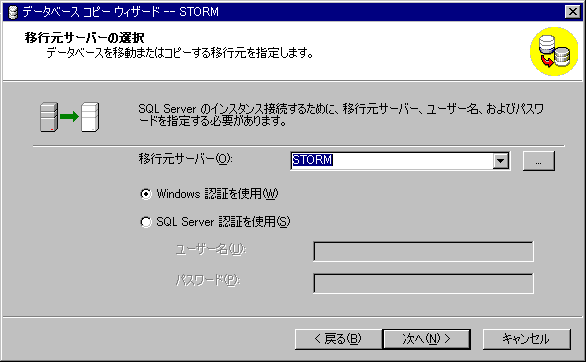 データベース コピー ウィザード -- STORM
移行元サーバーの選択
データベースを移動またはコピーする移行元を指定します。
SQL Server のインスタンス接続するために、移行元サーバー、ユーザー名、およびパスワ
ードを指定する必要があります。
移行元サーバー(O):
STORM
...
Windows 認証を使用(W)
SQL Server 認証を使用(S)
ユーザー名(U):
パスワード(P):
< 戻る(B)
次へ(N) >
キャンセル